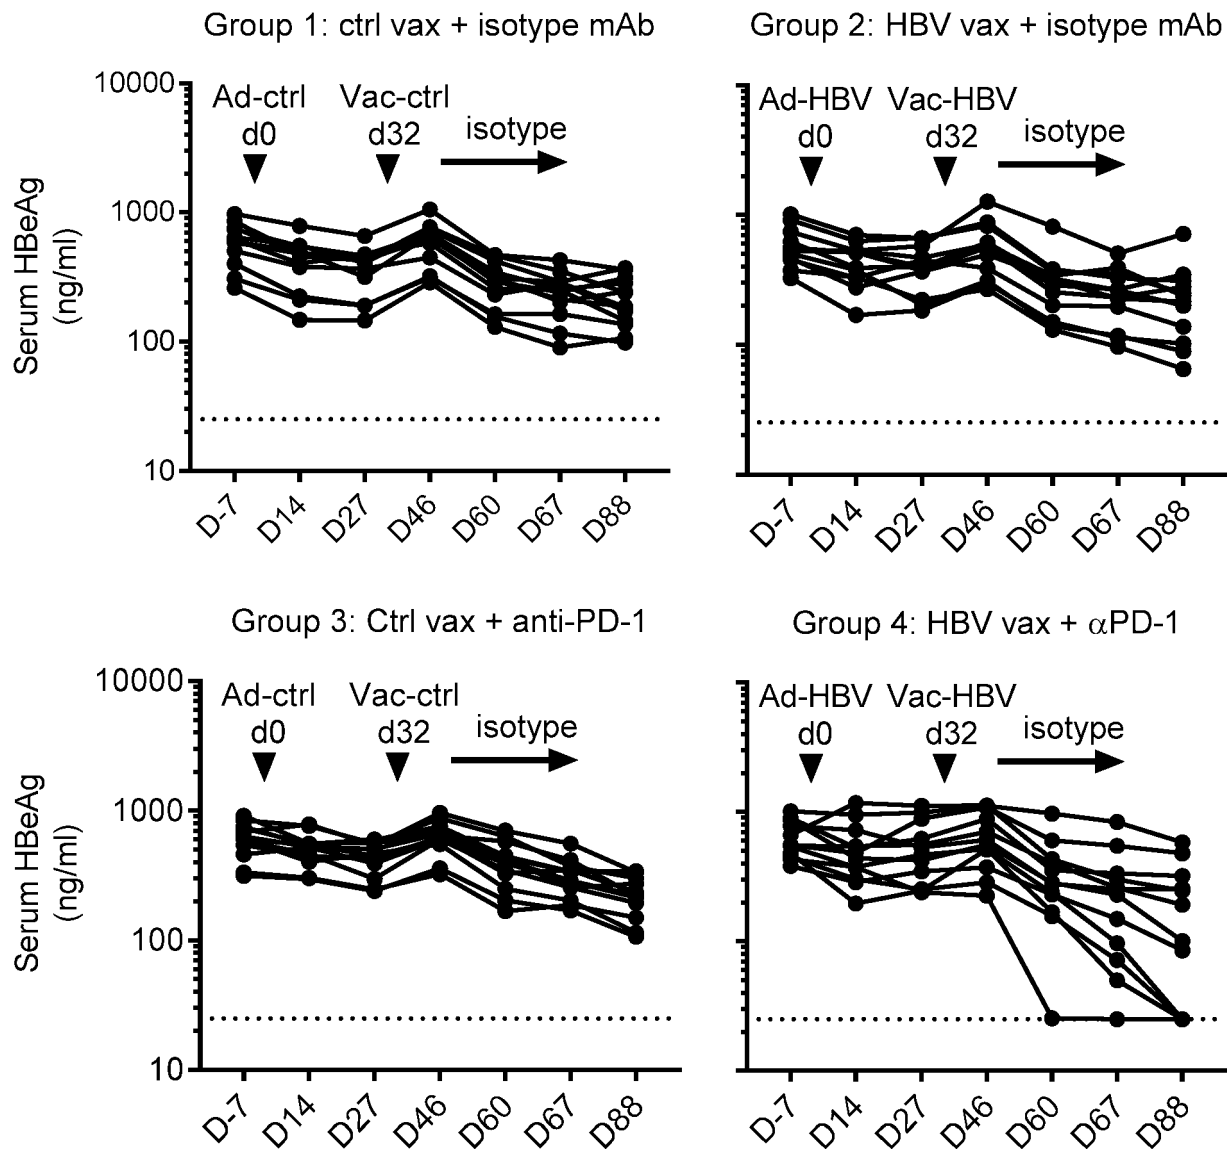 Group 1: ctrl vax + isotype mAb
Serum HBeAg
(ng/ml)
10000
1000
100
10
Ad-ctrl
d0
Vac-ctrl
d32
isotype
D-7 D14 D27 D46 D60 D67 D88
Group 2: HBV vax + isotype mAb
Ad-HBV
d0
Vac-HBV
d32
isotype
D-7 D14 D27 D46 D60 D67 D88
Group 3: Ctrl vax + anti-PD-1
Serum HBeAg
(ng/ml)
10000
1000
100
10
Ad-ctrl
d0
Vac-ctrl
d32
isotype
D-7 D14 D27 D46 D60 D67 D88
Group 4: HBV vax + αPD-1
Ad-HBV
d0
Vac-HBV
d32
isotype
D-7 D14 D27 D46 D60 D67 D88